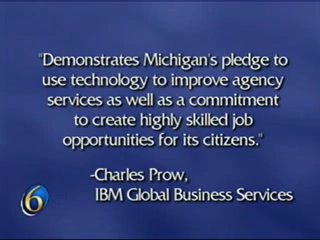 "Demonstrates Michigan's pledge to
use technology to improve agency
services as well as a commitment
to create highly skilled job
opportunities for its citizens."
-Charles Prow,
IBM Global Business Services
6